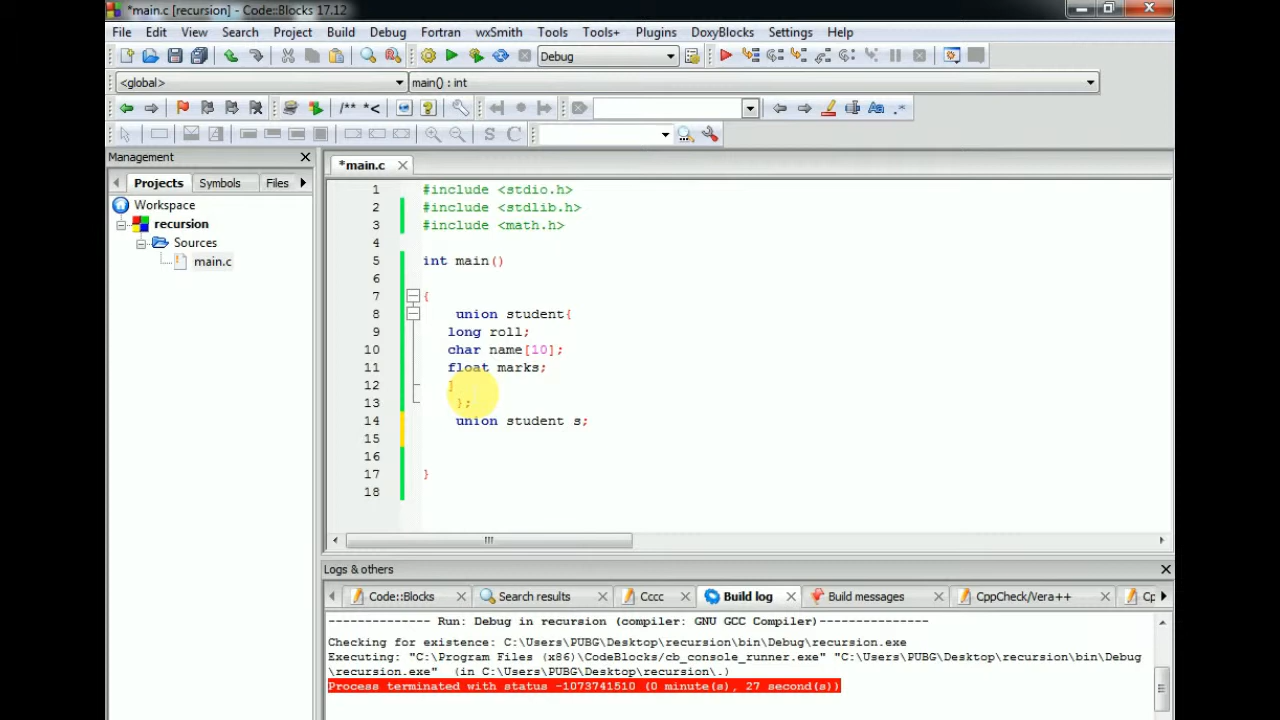 *main.c [recursion] - Code::Blocks 17.12
File Edit View Search Project Build Debug Fortran wxSmith Tools Tools+ Plugins DoxyBlocks Settings Help
Debug
<global> main() : int
/** *<
S C
Management
*main.c
Projects Symbols Files
Workspace
recursion
Sources
main.c
1 #include <stdio.h>
2 #include <stdlib.h>
3 #include <math.h>
4
5 int main()
6
7 {
8 union student{
9 long roll;
10 char name[10];
11 float marks;
12 ]
13 };
14 union student s;
15
16
17 }
18
Logs & others
Code::Blocks Search results Cccc Build log Build messages CppCheck/Vera++ Cp
-------------- Run: Debug in recursion (compiler: GNU GCC Compiler)---------------
Checking for existence: C:\Users\PUBG\Desktop\recursion\bin\Debug\recursion.exe
Executing: "C:\Program Files (x86)\CodeBlocks/cb_console_runner.exe" "C:\Users\PUBG\Desktop\recursion\bin\Debug
\recursion.exe" (in C:\Users\PUBG\Desktop\recursion\.)
Process terminated with status -1073741510 (0 minute(s), 27 second(s))